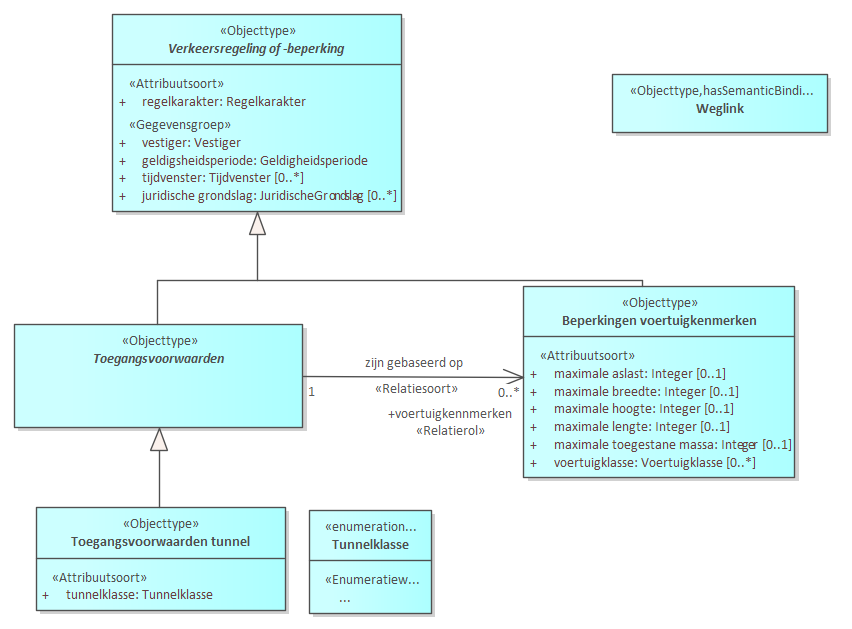 «Objecttype»
Verkeersregeling of -beperking
«Attribuutsoort»
+ regelkarakter: Regelkarakter
«Gegevensgroep»
+ vestiger: Vestiger
+ geldigsheidsperiode: Geldigheidsperiode
+ tijdvenster: Tijdvenster [0..*]
+ juridische grondslag: JuridischeGrondslag [0..*]
«Objecttype,hasSemanticBindi...
Weglink
«Objecttype»
Toegangsvoorwaarden
zijn gebaseerd op
1
«Relatiesoort»
0..*
+voertuigkennmerken
«Relatierol»
«Objecttype»
Beperkingen voertuigkenmerken
«Attribuutsoort»
+ maximale aslast: Integer [0..1]
+ maximale breedte: Integer [0..1]
+ maximale hoogte: Integer [0..1]
+ maximale lengte: Integer [0..1]
+ maximale toegestane massa: Integer [0..1]
+ voertuigklasse: Voertuigklasse [0..*]
«Objecttype»
Toegangsvoorwaarden tunnel
«Attribuutsoort»
+ tunnelklasse: Tunnelklasse
«enumeration...
Tunnelklasse
«Enumeratiew...
...